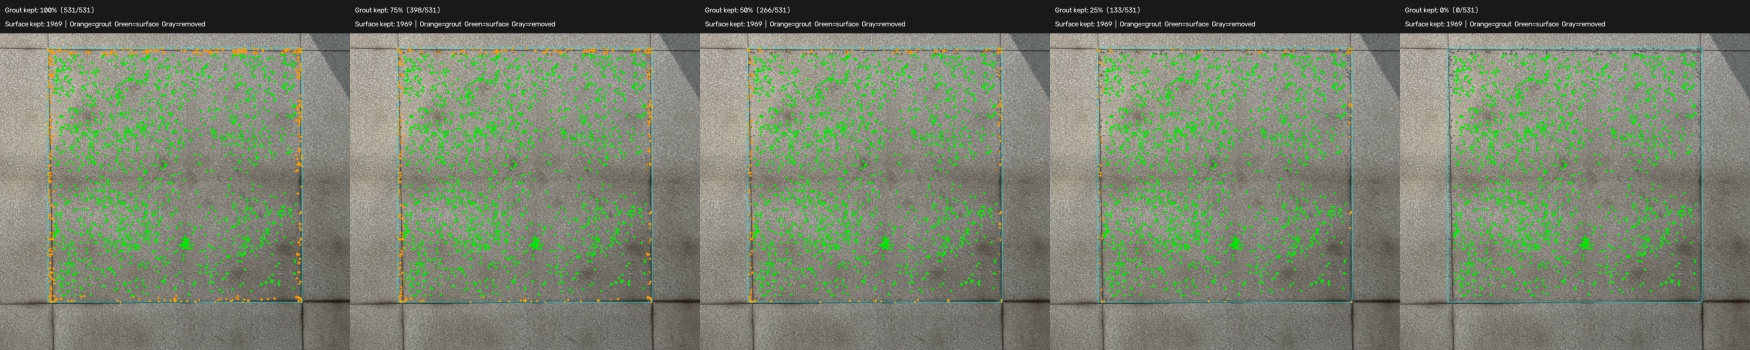 Grout kept: 100% (531/531)
Surface kept: 1969 | Orange=grout Green=surface Gray=removed
Grout kept: 75% (398/531)
Surface kept: 1969 | Orange=grout Green=surface Gray=removed
Grout kept: 50% (266/531)
Surface kept: 1969 | Orange=grout Green=surface Gray=removed
Grout kept: 25% (133/531)
Surface kept: 1969 | Orange=grout Green=surface Gray=removed
Grout kept: 0% (0/531)
Surface kept: 1969 | Orange=grout Green=surface Gray=removed